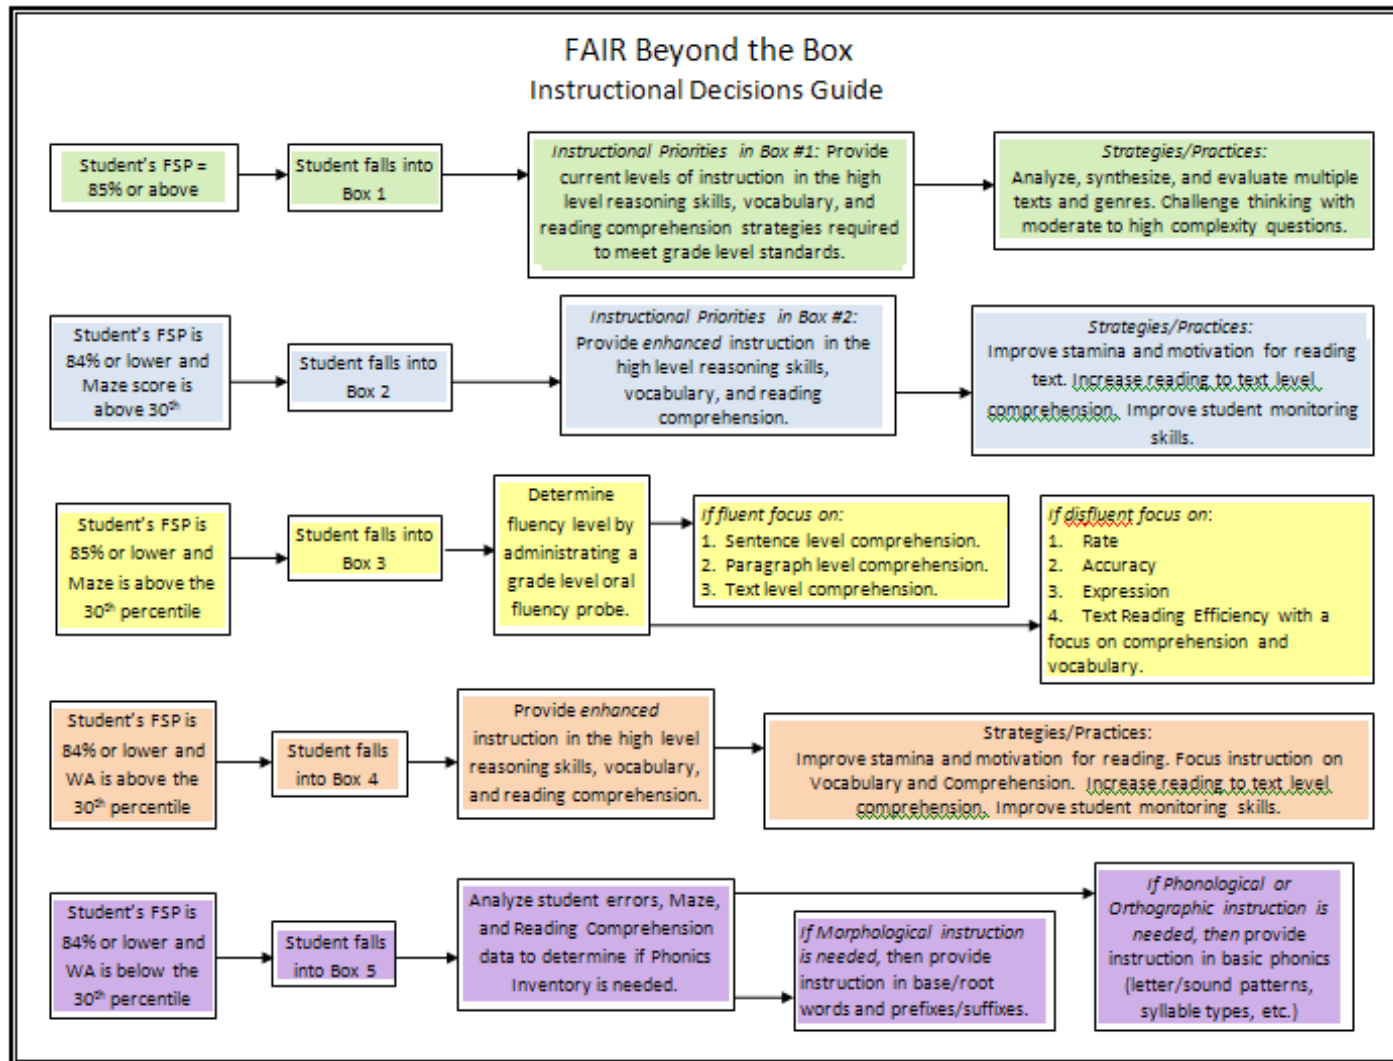 FAIR Beyond the Box
Instructional Decisions Guide
Student's FSP =
85% or above
Student falls into
Box 1
Instructional Priorities in Box #1: Provide
current levels of instruction in the high
level reasoning skills, vocabulary, and
reading comprehension strategies required
to meet grade level standards.
Strategies/Practices:
Analyze, synthesize, and evaluate multiple
texts and genres. Challenge thinking with
moderate to high complexity questions.
Student's FSP is
84% or lower and
Maze score is
above 30th
Student falls into
Box 2
Instructional Priorities in Box #2:
Provide enhanced instruction in the
high level reasoning skills,
vocabulary, and reading
comprehension.
Strategies/Practices:
Improve stamina and motivation for reading
text. Increase reading to text level
comprehension. Improve student monitoring
skills.
Student's FSP is
85% or lower and
Maze is above the
30th percentile
Student falls into
Box 3
Determine
fluency level by
administrating a
grade level oral
fluency probe.
If fluent focus on:
1. Sentence level comprehension.
2. Paragraph level comprehension.
3. Text level comprehension.
If disfluent focus on:
1. Rate
2. Accuracy
3. Expression
4. Text Reading Efficiency with a
focus on comprehension and
vocabulary.
Student's FSP is
84% or lower and
WA is above the
30th percentile
Student falls
into Box 4
Provide enhanced
instruction in the high level
reasoning skills, vocabulary,
and reading comprehension.
Strategies/Practices:
Improve stamina and motivation for reading. Focus instruction on
Vocabulary and Comprehension. Increase reading to text level
comprehension. Improve student monitoring skills.
Student's FSP is
84% or lower and
WA is below the
30th percentile
Student falls
into Box 5
Analyze student errors, Maze,
and Reading Comprehension
data to determine if Phonics
Inventory is needed.
If Morphological instruction
is needed, then provide
instruction in base/root
words and prefixes/suffixes.
If Phonological or
Orthographic instruction is
needed, then provide
instruction in basic phonics
(letter/sound patterns,
syllable types, etc.)